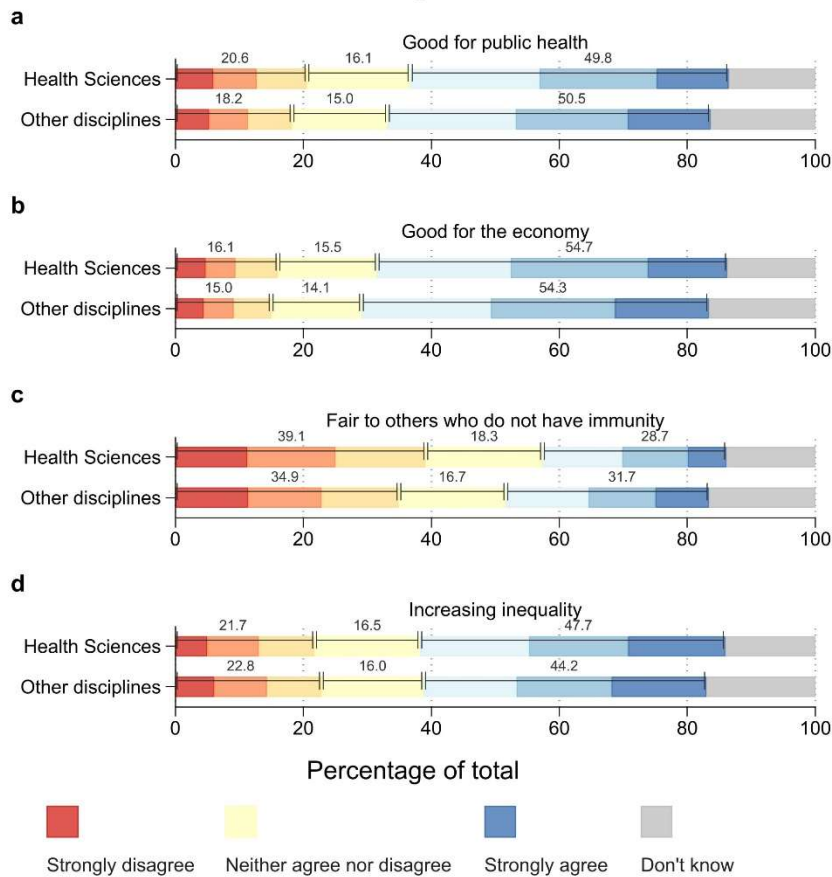 a
Good for public health
20.6 16.1 49.8
Health Sciences
18.2 15.0 50.5
Other disciplines
0 20 40 60 80 100
b
Good for the economy
16.1 15.5 54.7
Health Sciences
15.0 14.1 54.3
Other disciplines
0 20 40 60 80 100
c
Fair to others who do not have immunity
39.1 18.3 28.7
Health Sciences
34.9 16.7 31.7
Other disciplines
0 20 40 60 80 100
d
Increasing inequality
21.7 16.5 47.7
Health Sciences
22.8 16.0 44.2
Other disciplines
0 20 40 60 80 100
Percentage of total
Strongly disagree Neither agree nor disagree Strongly agree Don't know